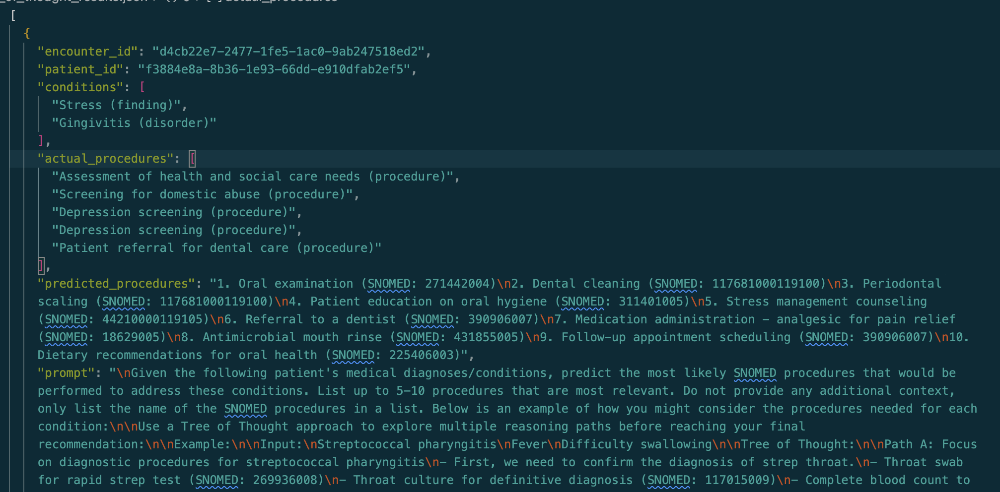 [
{
"encounter_id": "d4cb22e7-2477-1fe5-1ac0-9ab247518ed2",
"patient_id": "f3884e8a-8b36-1e93-66dd-e910dfab2ef5",
"conditions": [
"Stress (finding)",
"Gingivitis (disorder)"
],
"actual_procedures": [
"Assessment of health and social care needs (procedure)",
"Screening for domestic abuse (procedure)",
"Depression screening (procedure)",
"Depression screening (procedure)",
"Patient referral for dental care (procedure)"
],
"predicted_procedures": "1. Oral examination (SNOMED: 271442004)\n2. Dental cleaning (SNOMED: 117681000119100)\n3. Periodontal
scaling (SNOMED: 117681000119100)\n4. Patient education on oral hygiene (SNOMED: 311401005)\n5. Stress management counseling
(SNOMED: 44210000119105)\n6. Referral to a dentist (SNOMED: 390906007)\n7. Medication administration – analgesic for pain relief
(SNOMED: 18629005)\n8. Antimicrobial mouth rinse (SNOMED: 431855005)\n9. Follow-up appointment scheduling (SNOMED: 390906007)\n10.
Dietary recommendations for oral health (SNOMED: 225406003)",
"prompt": "\nGiven the following patient's medical diagnoses/conditions, predict the most likely SNOMED procedures that would be
performed to address these conditions. List up to 5-10 procedures that are most relevant. Do not provide any additional context,
only list the name of the SNOMED procedures in a list. Below is an example of how you might consider the procedures needed for each
condition:\n\nUse a Tree of Thought approach to explore multiple reasoning paths before reaching your final
recommendation:\n\nExample:\n\nInput:\nStreptococcal pharyngitis\nFever\nDifficulty swallowing\n\nTree of Thought:\n\nPath A: Focus
on diagnostic procedures for streptococcal pharyngitis\n- First, we need to confirm the diagnosis of strep throat.\n- Throat swab
for rapid strep test (SNOMED: 269936008)\n- Throat culture for definitive diagnosis (SNOMED: 117015009)\n- Complete blood count to